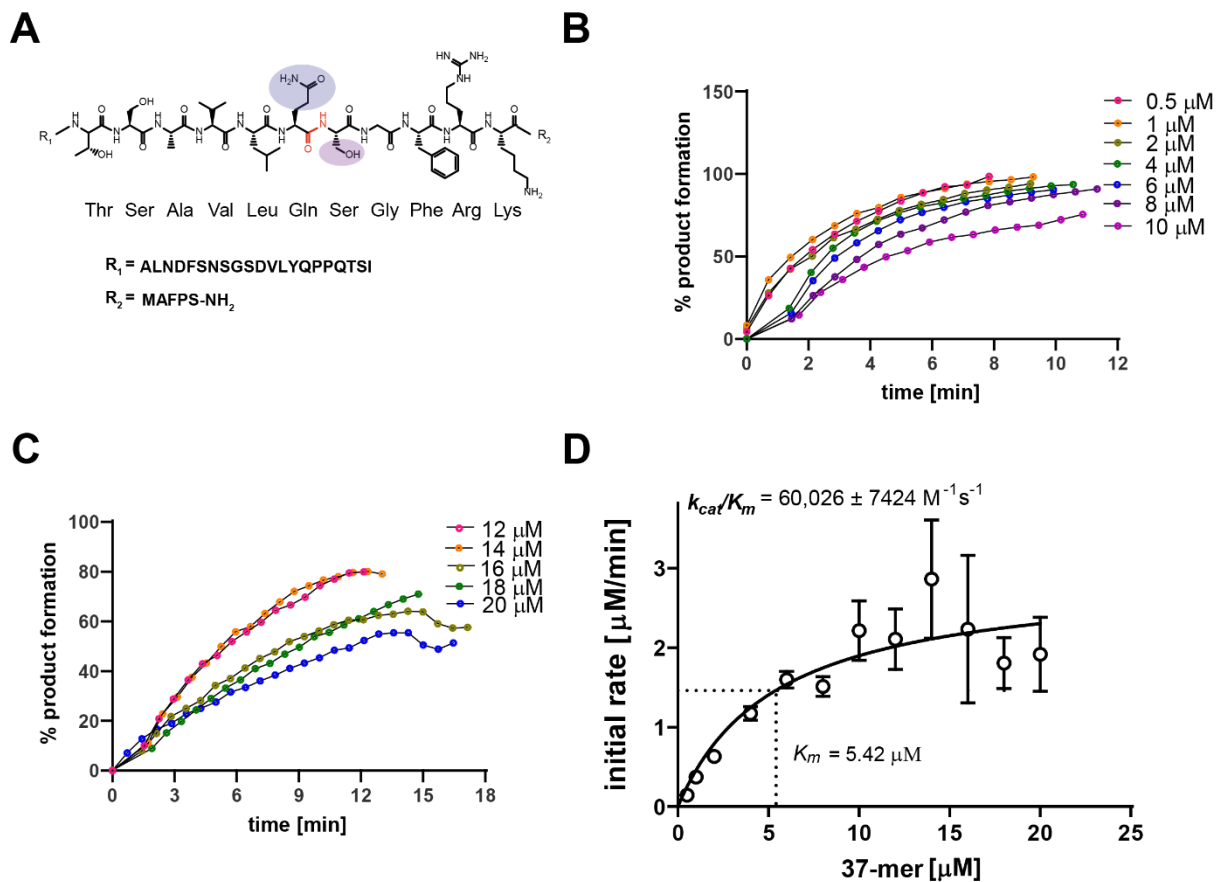 A
H₂N O
HN NH₂
NH
OH
O H O H O H O H O H O
R₁ N N N N N N N N N N N R₂
H O H O H O H O H O
OH
OH
NH₂
Thr Ser Ala Val Leu Gln Ser Gly Phe Arg Lys
R₁ = ALNDFSNSGSDVLYQPPQTSI
R₂ = MAFPS-NH₂
B
% product formation
150
100
50
0
0 2 4 6 8 10 12
time [min]
0.5 μM
1 μM
2 μM
4 μM
6 μM
8 μM
10 μM
C
% product formation
100
80
60
40
20
0
0 3 6 9 12 15 18
time [min]
12 μM
14 μM
16 μM
18 μM
20 μM
D
kcat/Km = 60,026 ± 7424 M⁻¹s⁻¹
initial rate [μM/min]
3
2
1
0
Km = 5.42 μM
0 5 10 15 20 25
37-mer [μM]